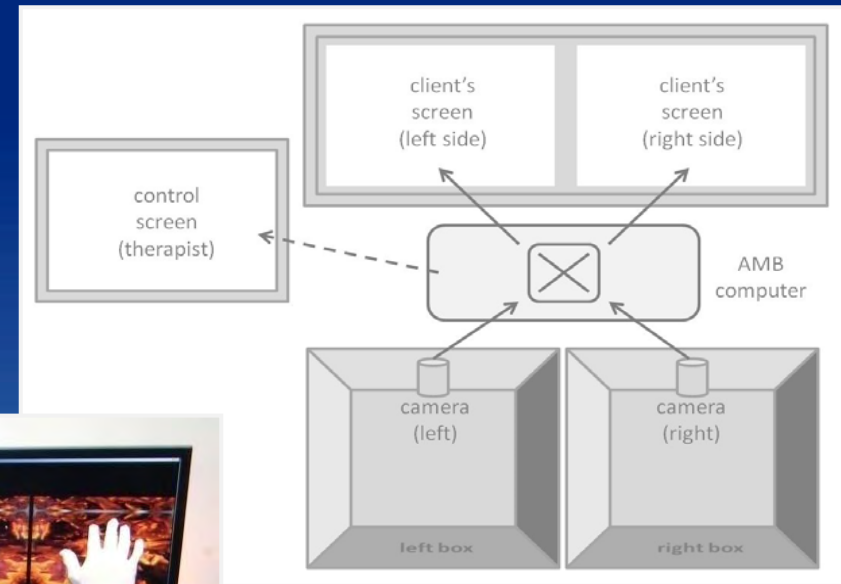 client's
screen
(left side)
client's
screen
(right side)
control
screen
(therapist)
AMB
computer
camera
(left)
camera
(right)
left box
right box